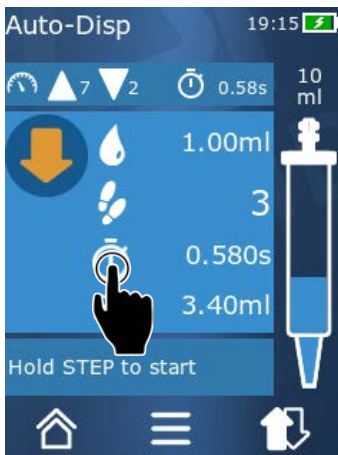 Auto-Disp 19:15
7 2 0.58s
10 ml
1.00ml
3
0.580s
3.40ml
Hold STEP to start